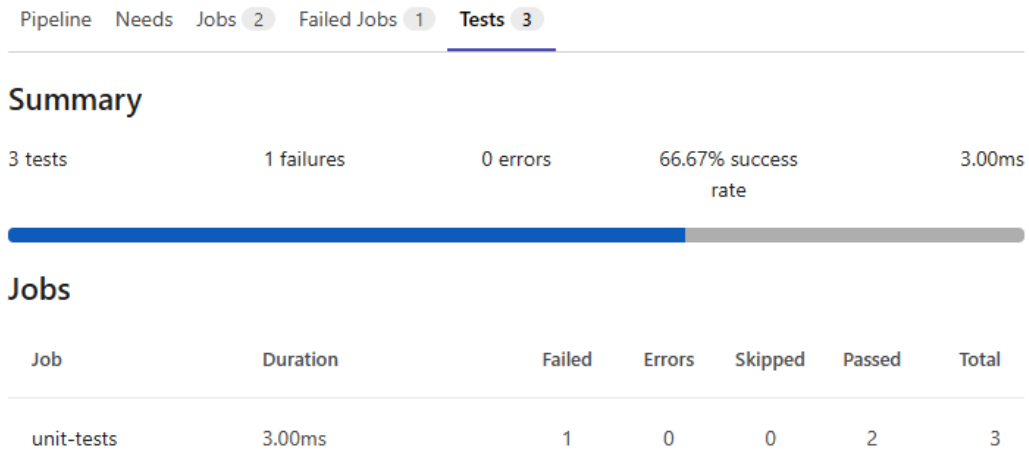 Pipeline Needs Jobs 2 Failed Jobs 1 Tests 3
Summary
3 tests 1 failures 0 errors 66.67% success 3.00ms
rate
Jobs
Job Duration Failed Errors Skipped Passed Total
unit-tests 3.00ms 1 0 0 2 3